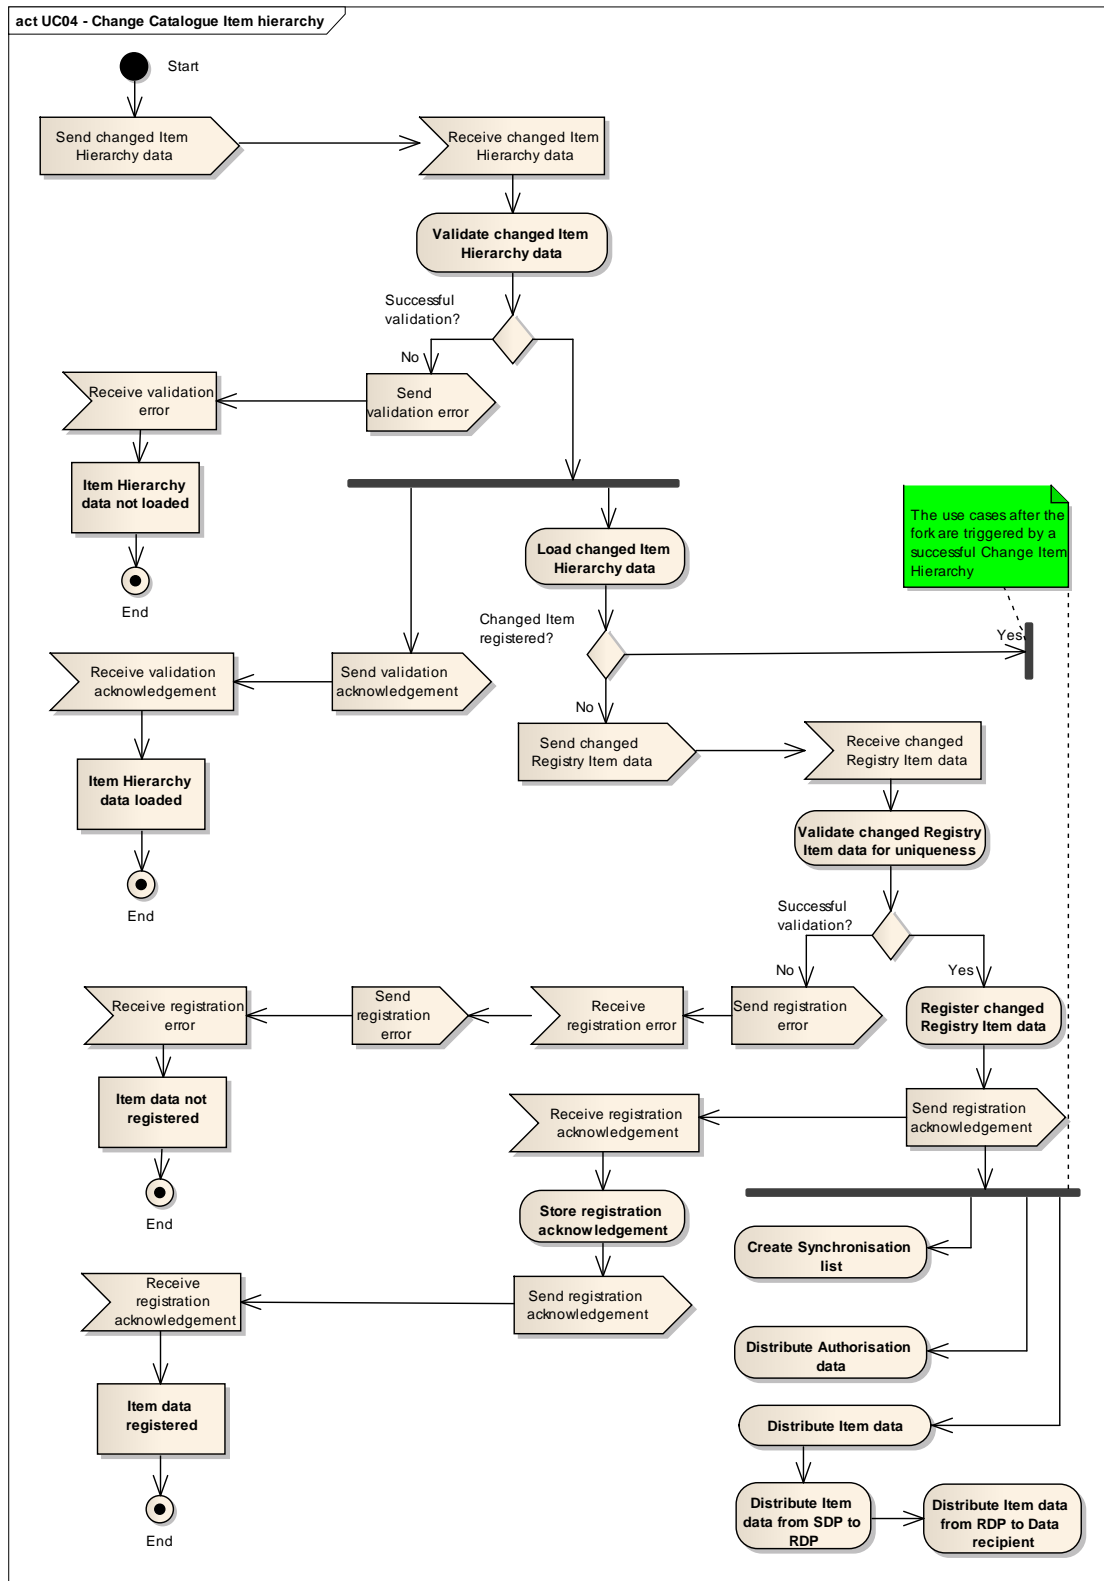 act UC04 - Change Catalogue Item hierarchy
Start
Send changed Item
Hierarchy data
Receive changed Item
Hierarchy data
Validate changed Item
Hierarchy data
Successful
validation?
No
Receive validation
error
Send
validation error
Item Hierarchy
data not loaded
End
Load changed Item
Hierarchy data
The use cases after the
fork are triggered by a
successful Change Item
Hierarchy
Changed Item
registered?
Yes
Receive validation
acknowledgement
Send validation
acknowledgement
No
Send changed
Registry Item data
Receive changed
Registry Item data
Item Hierarchy
data loaded
End
Validate changed Registry
Item data for uniqueness
Successful
validation?
No
Yes
Receive registration
error
Send
registration
error
Receive
registration error
Send registration
error
Register changed
Registry Item data
Item data not
registered
End
Receive registration
acknowledgement
Send registration
acknowledgement
Store registration
acknowledgement
Create Synchronisation
list
Receive
registration
acknowledgement
Send registration
acknowledgement
Distribute Authorisation
data
Item data
registered
End
Distribute Item data
Distribute Item
data from SDP to
RDP
Distribute Item data
from RDP to Data
recipient